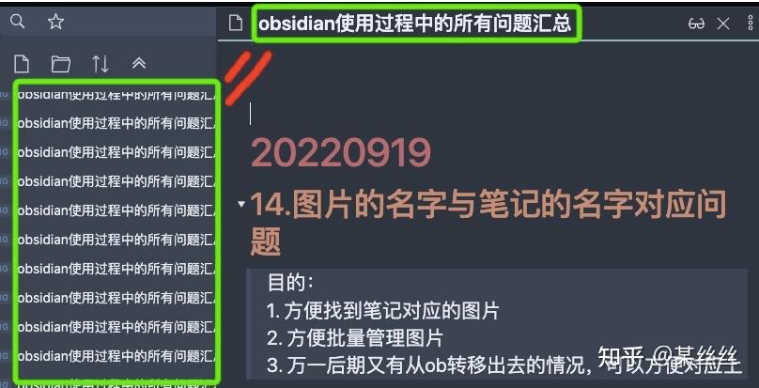 obsidian使用过程中的所有问题汇总
obsidian使用过程中的所有问题汇
obsidian使用过程中的所有问题汇
obsidian使用过程中的所有问题汇
obsidian使用过程中的所有问题汇
obsidian使用过程中的所有问题汇
obsidian使用过程中的所有问题汇
obsidian使用过程中的所有问题汇
obsidian使用过程中的所有问题汇
obsidian使用过程中的所有问题汇
obsidian使用过程中的所有问题汇
20220919
14.图片的名字与笔记的名字对应问
题
目的：
1. 方便找到笔记对应的图片
2. 方便批量管理图片
3. 万一后期又有从ob转移出去的情况，可以方便对应上
知乎 @某丝丝